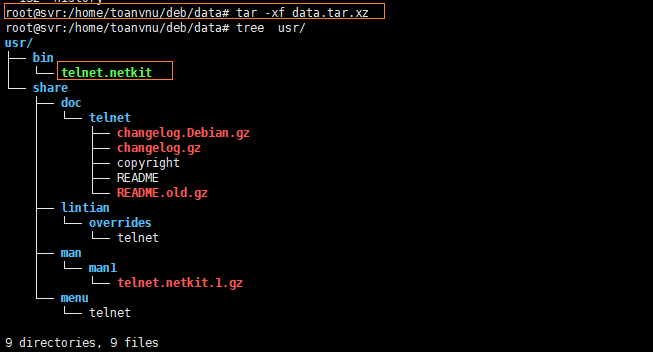 root@svr:/home/toanvnu/deb/data# tar -xf data.tar.xz
root@svr:/home/toanvnu/deb/data# tree  usr/
usr/
├── bin
│   └── telnet.netkit
└── share
    ├── doc
    │   └── telnet
    │       ├── changelog.Debian.gz
    │       ├── changelog.gz
    │       ├── copyright
    │       ├── README
    │       └── README.old.gz
    ├── lintian
    │   └── overrides
    │       └── telnet
    ├── man
    │   └── man1
    │       └── telnet.netkit.1.gz
    └── menu
        └── telnet
9 directories, 9 files